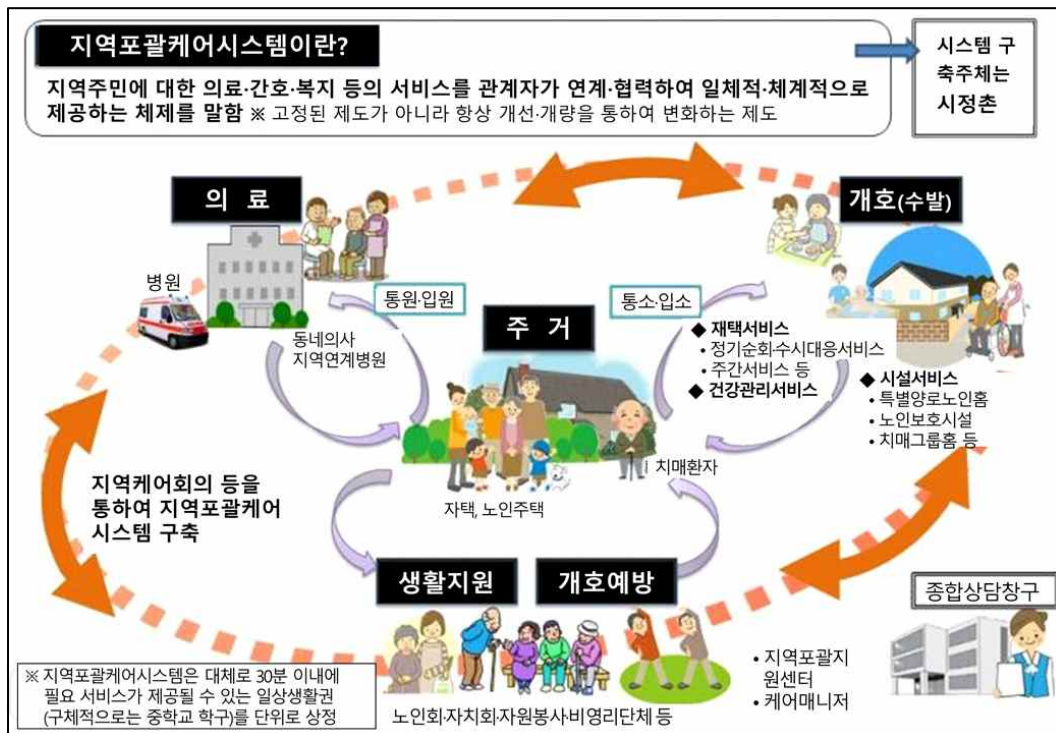 지역포괄케어시스템이란?
지역주민에 대한 의료·간호·복지 등의 서비스를 관계자가 연계·협력하여 일체적·체계적으로
제공하는 체제를 말함 ※ 고정된 제도가 아니라 항상 개선·개량을 통하여 변화하는 제도
시스템 구
축주체는
시정촌
의 료
개호(수발)
병원
통원·입원
통소·입소
동네의사
지역연계병원
주 거
◆ 재택서비스
• 정기순회·수시대응서비스
• 주간서비스 등
◆ 건강관리서비스
◆ 시설서비스
• 특별양로노인홈
• 노인보호시설
• 치매그룹홈 등
치매환자
자택, 노인주택
지역케어회의 등을
통하여 지역포괄케어
시스템 구축
생활지원
개호예방
종합상담창구
• 지역포괄지
원센터
• 케어매니저
※ 지역포괄케어시스템은 대체로 30분 이내에
필요 서비스가 제공될 수 있는 일상생활권
(구체적으로는 중학교 학구)를 단위로 상정
노인회·자치회·자원봉사·비영리단체 등